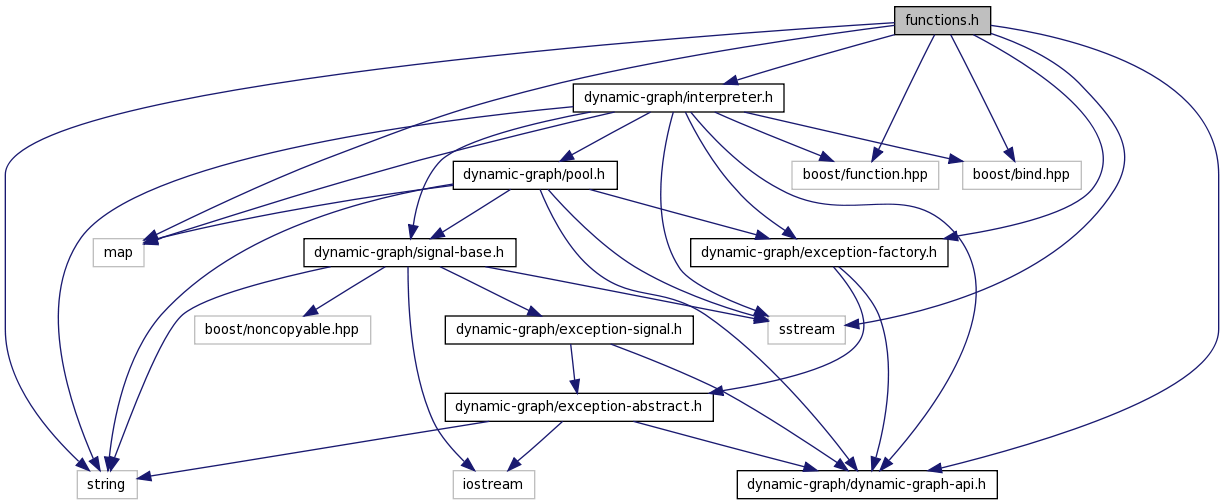 functions.h
dynamic-graph/interpreter.h
dynamic-graph/pool.h
boost/function.hpp
boost/bind.hpp
map
dynamic-graph/signal-base.h
dynamic-graph/exception-factory.h
boost/noncopyable.hpp
dynamic-graph/exception-signal.h
sstream
dynamic-graph/exception-abstract.h
string
iostream
dynamic-graph/dynamic-graph-api.h